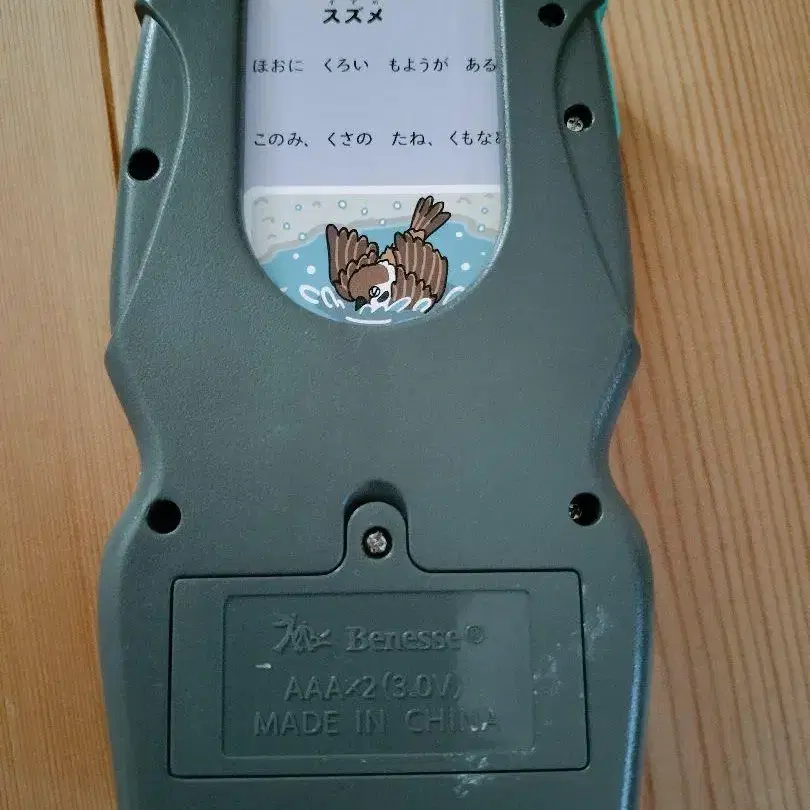 スズメ
ほおに くろい もようが ある
このみ、 くさの たね、 くもな
Benesse®
AAA×2(3.0V)
MADE IN CHINA